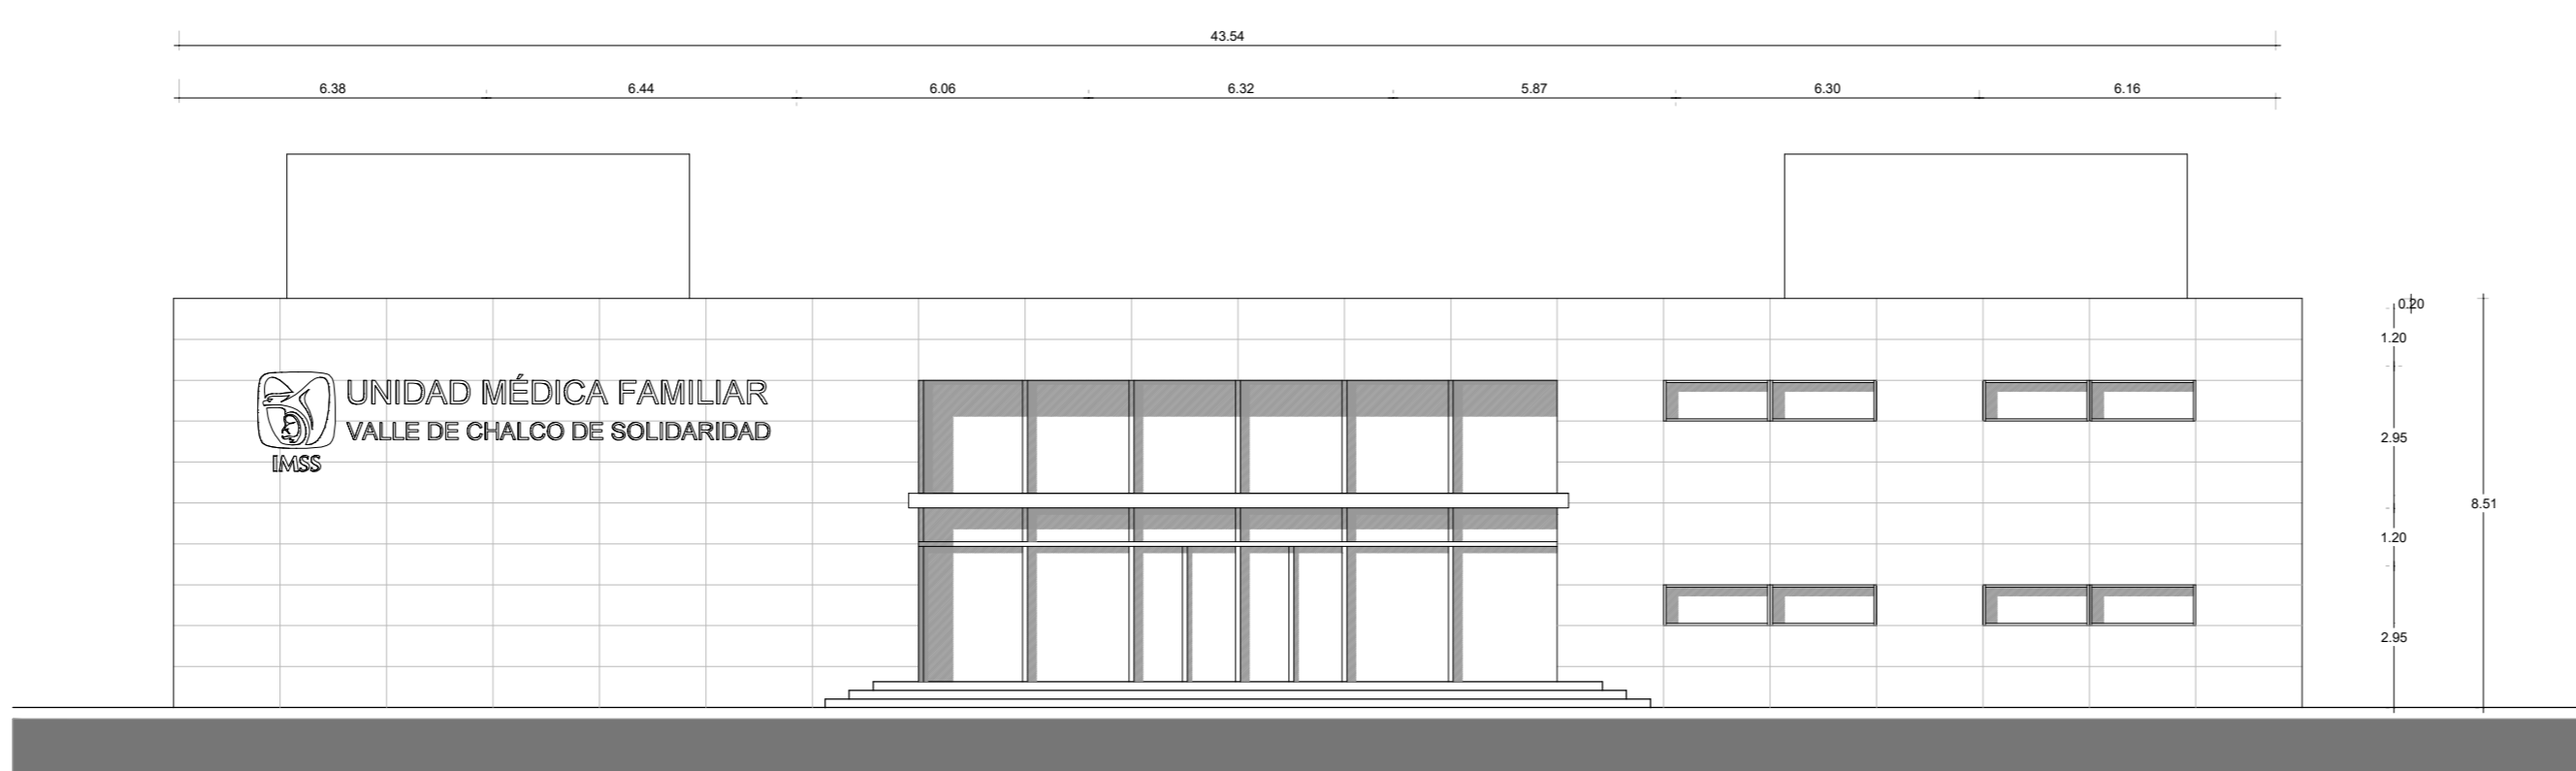 43.54
6.38 6.44 6.06 6.32 5.87 6.30 6.16
0.20
1.20
UNIDAD MÉDICA FAMILIAR
VALLE DE CHALCO DE SOLIDARIDAD
IMSS
2.95
8.51
1.20
2.95